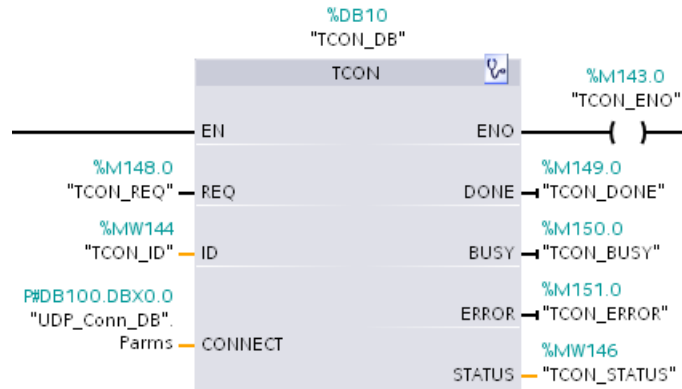 %DB10
"TCON_DB"
TCON
%M143.0
"TCON_ENO"
EN
ENO
%M148.0
"TCON_REQ"
REQ
%M149.0
DONE
"TCON_DONE"
%MW144
"TCON_ID"
ID
%M150.0
BUSY
"TCON_BUSY"
P#DB100.DBX0.0
"UDP_Conn_DB".
Parms
CONNECT
%M151.0
ERROR
"TCON_ERROR"
%MW146
STATUS
"TCON_STATUS"